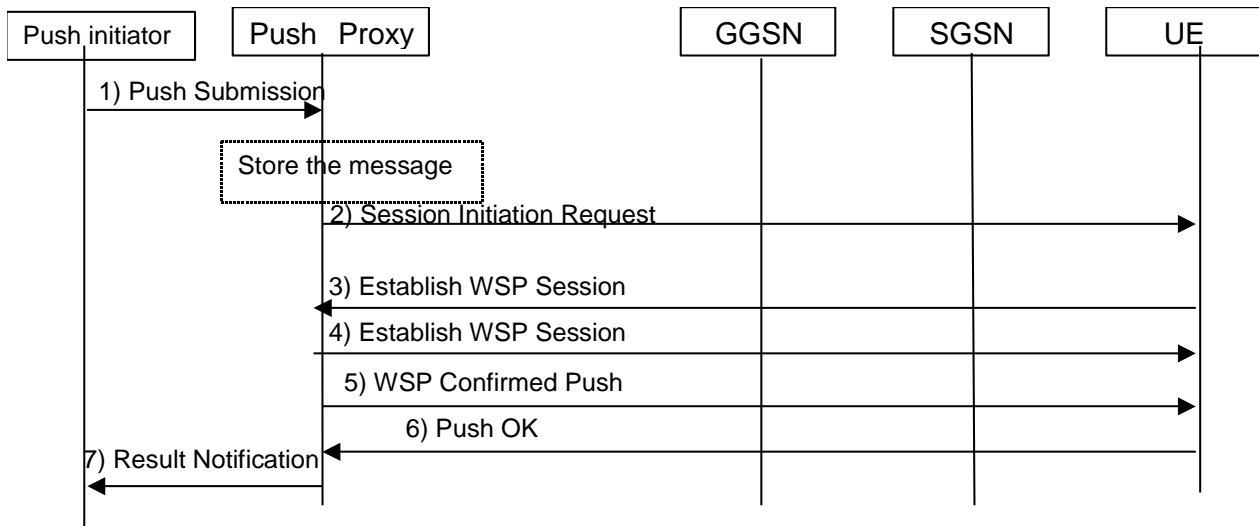 Push initiator
Push Proxy
GGSN
SGSN
UE
1) Push Submission
Store the message
2) Session Initiation Request
3) Establish WSP Session
4) Establish WSP Session
5) WSP Confirmed Push
6) Push OK
7) Result Notification